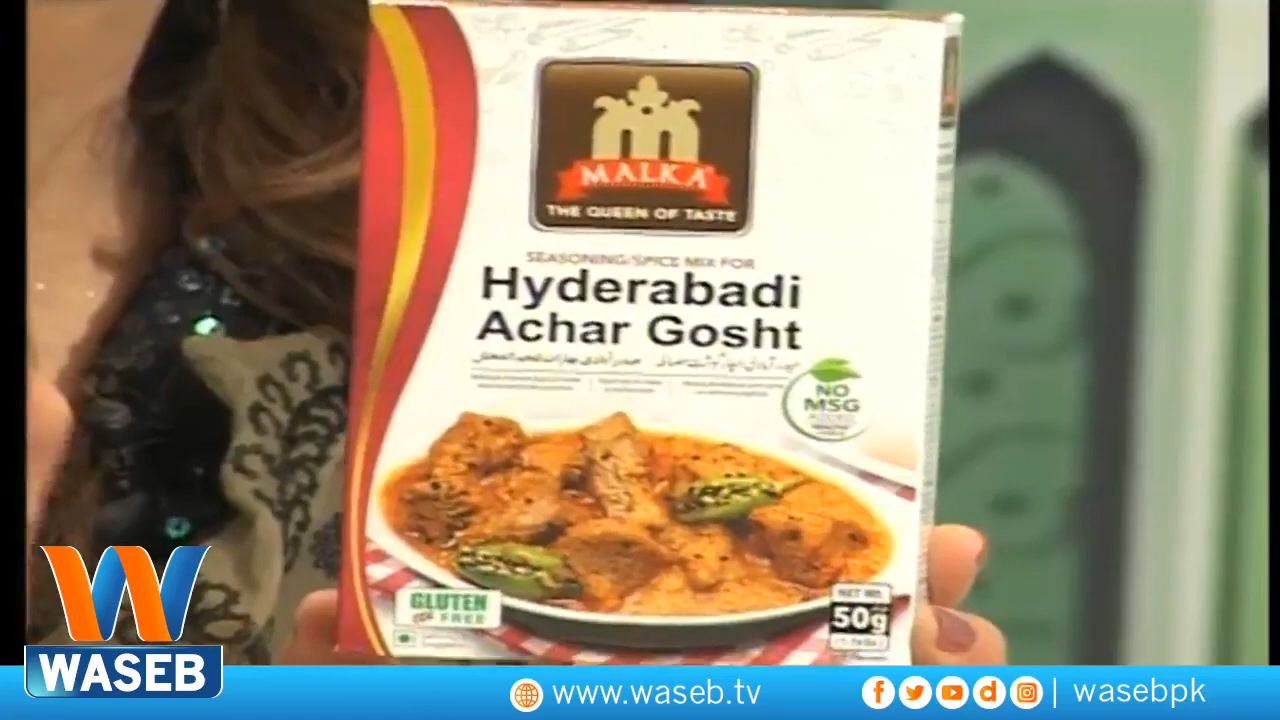 MALKA
THE QUEEN OF TASTE
SEASONING/SPICE MIX FOR
Hyderabadi
Achar Gosht
NO
MSG
ADDED
GLUTEN
FREE
NET WT.
50g
WASEB
www.waseb.tv
wasebpk